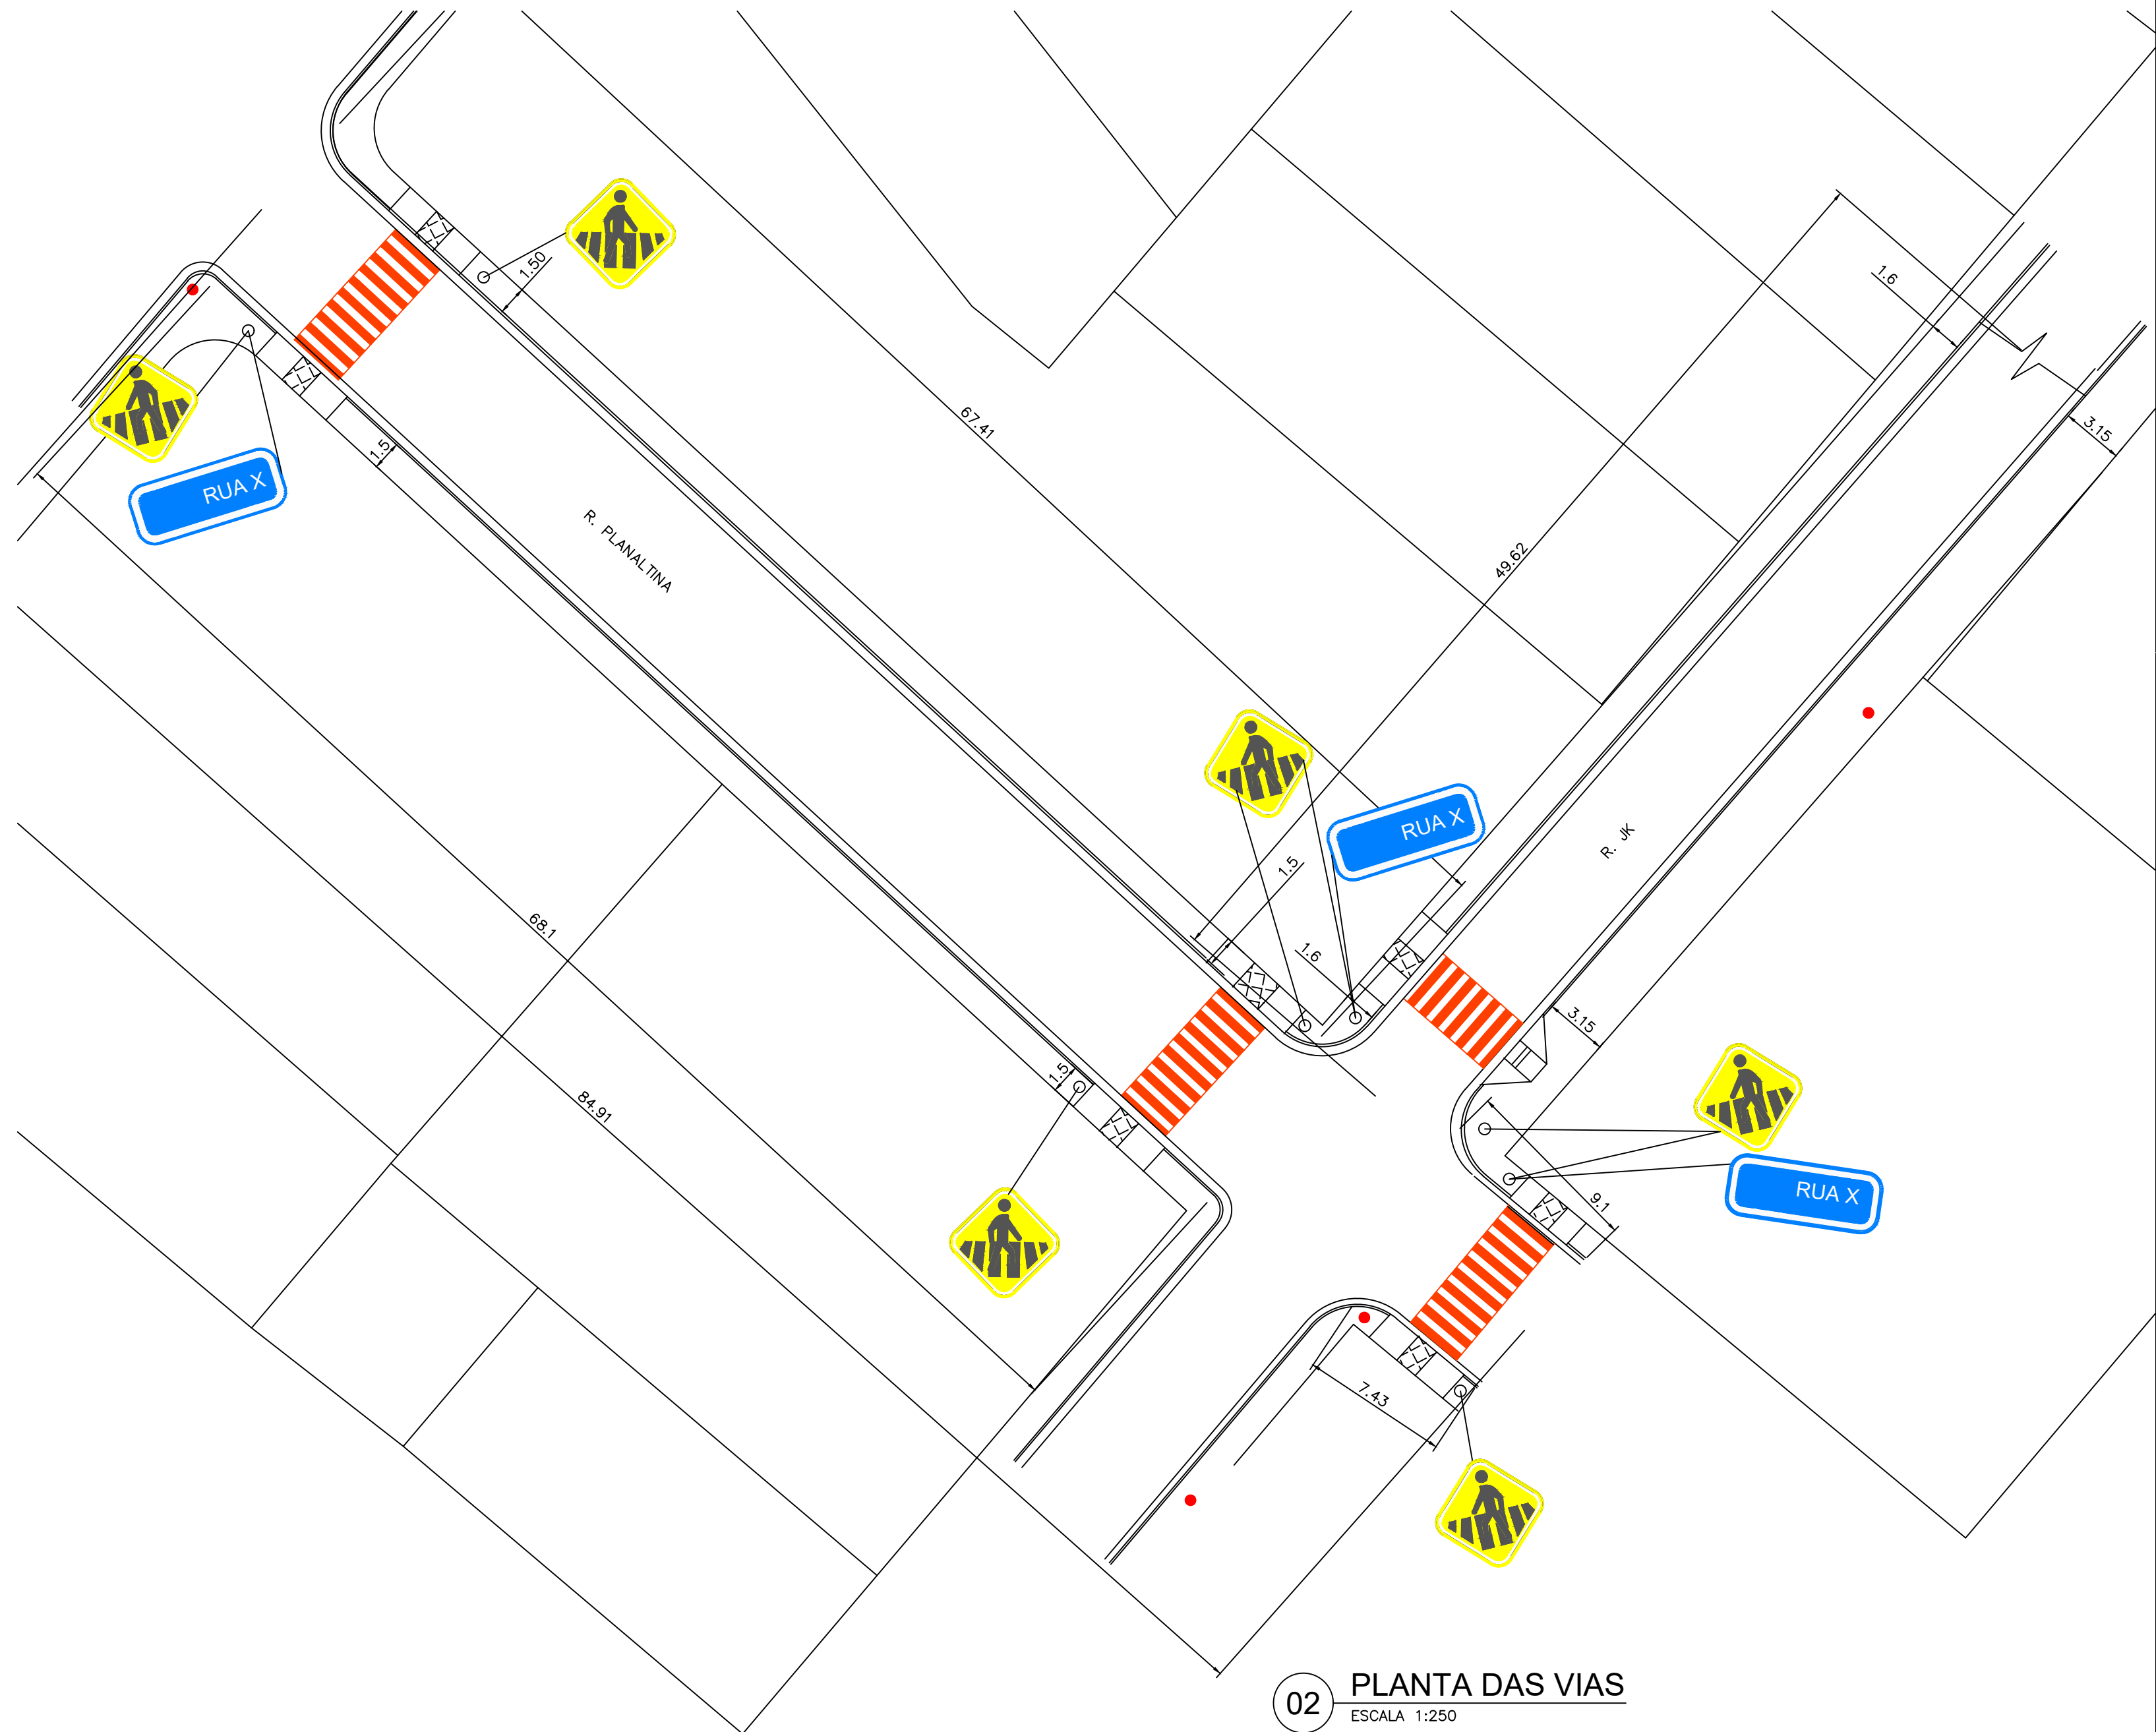 1.6
1.50
3.15
67.41
1.5
RUA X
R. PLANALTINA
49.62
RUA X
R. JK
1.5
68.1
1.6
3.15
1.5
84.91
RUA X
9.1
7.43
02
PLANTA DAS VIAS
ESCALA 1:250